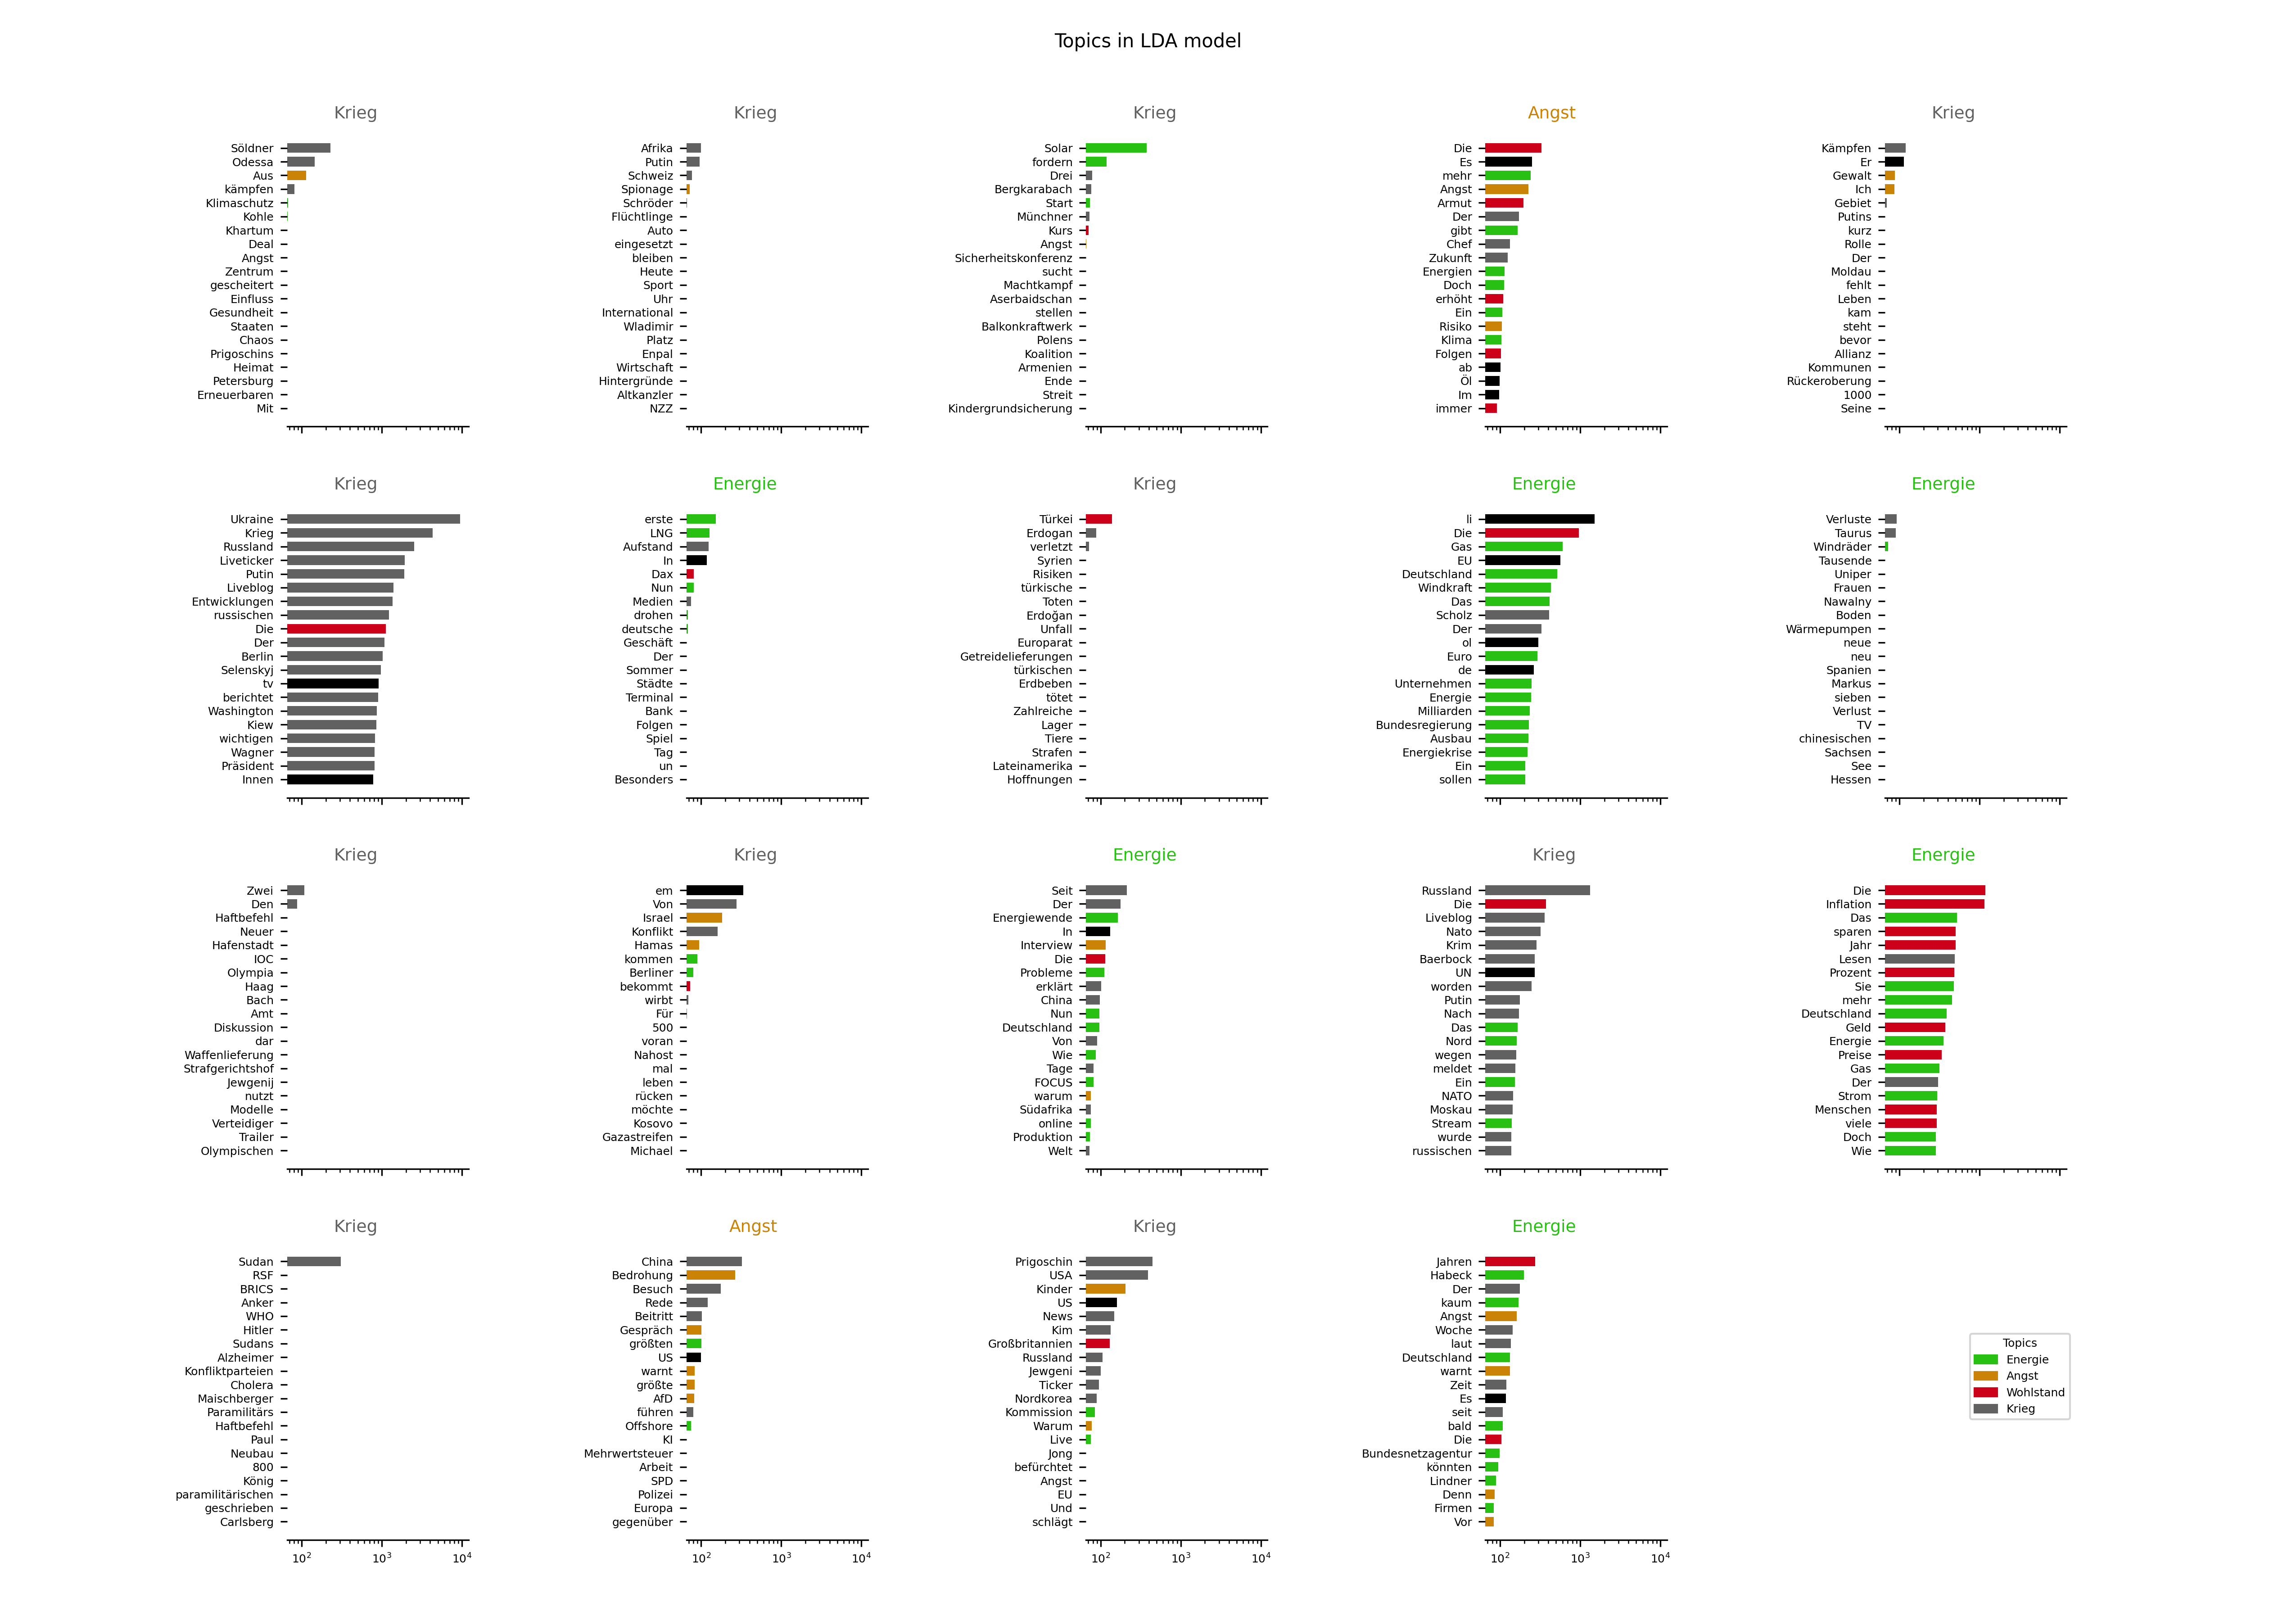 Topics in LDA model
Krieg
Söldner
Odessa
Aus
kämpfen
Klimaschutz
Kohle
Khartum
Deal
Angst
Zentrum
gescheitert
Einfluss
Gesundheit
Staaten
Chaos
Prigoschins
Heimat
Petersburg
Erneuerbaren
Mit
Krieg
Afrika
Putin
Schweiz
Spionage
Schröder
Flüchtlinge
Auto
eingesetzt
bleiben
Heute
Sport
Uhr
International
Wladimir
Platz
Enpal
Wirtschaft
Hintergründe
Altkanzler
NZZ
Krieg
Solar
fordern
Drei
Bergkarabach
Start
Münchner
Kurs
Angst
Sicherheitskonferenz
sucht
Machtkampf
Aserbaidschan
stellen
Balkonkraftwerk
Polens
Koalition
Armenien
Ende
Streit
Kindergrundsicherung
Angst
Die
Es
mehr
Angst
Armut
Der
gibt
Chef
Zukunft
Energien
Doch
erhöht
Ein
Risiko
Klima
Folgen
ab
Öl
Im
immer
Krieg
Kämpfen
Er
Gewalt
Ich
Gebiet
Putins
kurz
Rolle
Der
Moldau
fehlt
Leben
kam
steht
bevor
Allianz
Kommunen
Rückeroberung
1000
Seine
Krieg
Ukraine
Krieg
Russland
Liveticker
Putin
Liveblog
Entwicklungen
russischen
Die
Der
Berlin
Selenskyj
tv
berichtet
Washington
Kiew
wichtigen
Wagner
Präsident
Innen
Energie
erste
LNG
Aufstand
In
Dax
Nun
Medien
drohen
deutsche
Geschäft
Der
Sommer
Städte
Terminal
Bank
Folgen
Spiel
Tag
un
Besonders
Krieg
Türkei
Erdogan
verletzt
Syrien
Risiken
türkische
Toten
Erdoğan
Unfall
Europarat
Getreidelieferungen
türkischen
Erdbeben
tötet
Zahlreiche
Lager
Tiere
Strafen
Lateinamerika
Hoffnungen
Energie
li
Die
Gas
EU
Deutschland
Windkraft
Das
Scholz
Der
ol
Euro
de
Unternehmen
Energie
Milliarden
Bundesregierung
Ausbau
Energiekrise
Ein
sollen
Energie
Verluste
Taurus
Windräder
Tausende
Uniper
Frauen
Nawalny
Boden
Wärmepumpen
neue
neu
Spanien
Markus
sieben
Verlust
TV
chinesischen
Sachsen
See
Hessen
Krieg
Zwei
Den
Haftbefehl
Neuer
Hafenstadt
IOC
Olympia
Haag
Bach
Amt
Diskussion
dar
Waffenlieferung
Strafgerichtshof
Jewgenij
nutzt
Modelle
Verteidiger
Trailer
Olympischen
Krieg
em
Von
Israel
Konflikt
Hamas
kommen
Berliner
bekommt
wirbt
Für
500
voran
Nahost
mal
leben
rücken
möchte
Kosovo
Gazastreifen
Michael
Energie
Seit
Der
Energiewende
In
Interview
Die
Probleme
erklärt
China
Nun
Deutschland
Von
Wie
Tage
FOCUS
warum
Südafrika
online
Produktion
Welt
Krieg
Russland
Die
Liveblog
Nato
Krim
Baerbock
UN
worden
Putin
Nach
Das
Nord
wegen
meldet
Ein
NATO
Moskau
Stream
wurde
russischen
Energie
Die
Inflation
Das
sparen
Jahr
Lesen
Prozent
Sie
mehr
Deutschland
Geld
Energie
Preise
Gas
Der
Strom
Menschen
viele
Doch
Wie
Krieg
Sudan
RSF
BRICS
Anker
WHO
Hitler
Sudans
Alzheimer
Konfliktparteien
Cholera
Maischberger
Paramilitärs
Haftbefehl
Paul
Neubau
800
König
paramilitärischen
geschrieben
Carlsberg
10² 10³ 10⁴
Angst
China
Bedrohung
Besuch
Rede
Beitritt
Gespräch
größten
US
warnt
größte
AfD
führen
Offshore
KI
Mehrwertsteuer
Arbeit
SPD
Polizei
Europa
gegenüber
10² 10³ 10⁴
Krieg
Prigoschin
USA
Kinder
US
News
Kim
Großbritannien
Russland
Jewgeni
Ticker
Nordkorea
Kommission
Warum
Live
Jong
befürchtet
Angst
EU
Und
schlägt
10² 10³ 10⁴
Energie
Jahren
Habeck
Der
kaum
Angst
Woche
laut
Deutschland
warnt
Zeit
Es
seit
bald
Die
Bundesnetzagentur
könnten
Lindner
Denn
Firmen
Vor
10² 10³ 10⁴
Topics
Energie
Angst
Wohlstand
Krieg